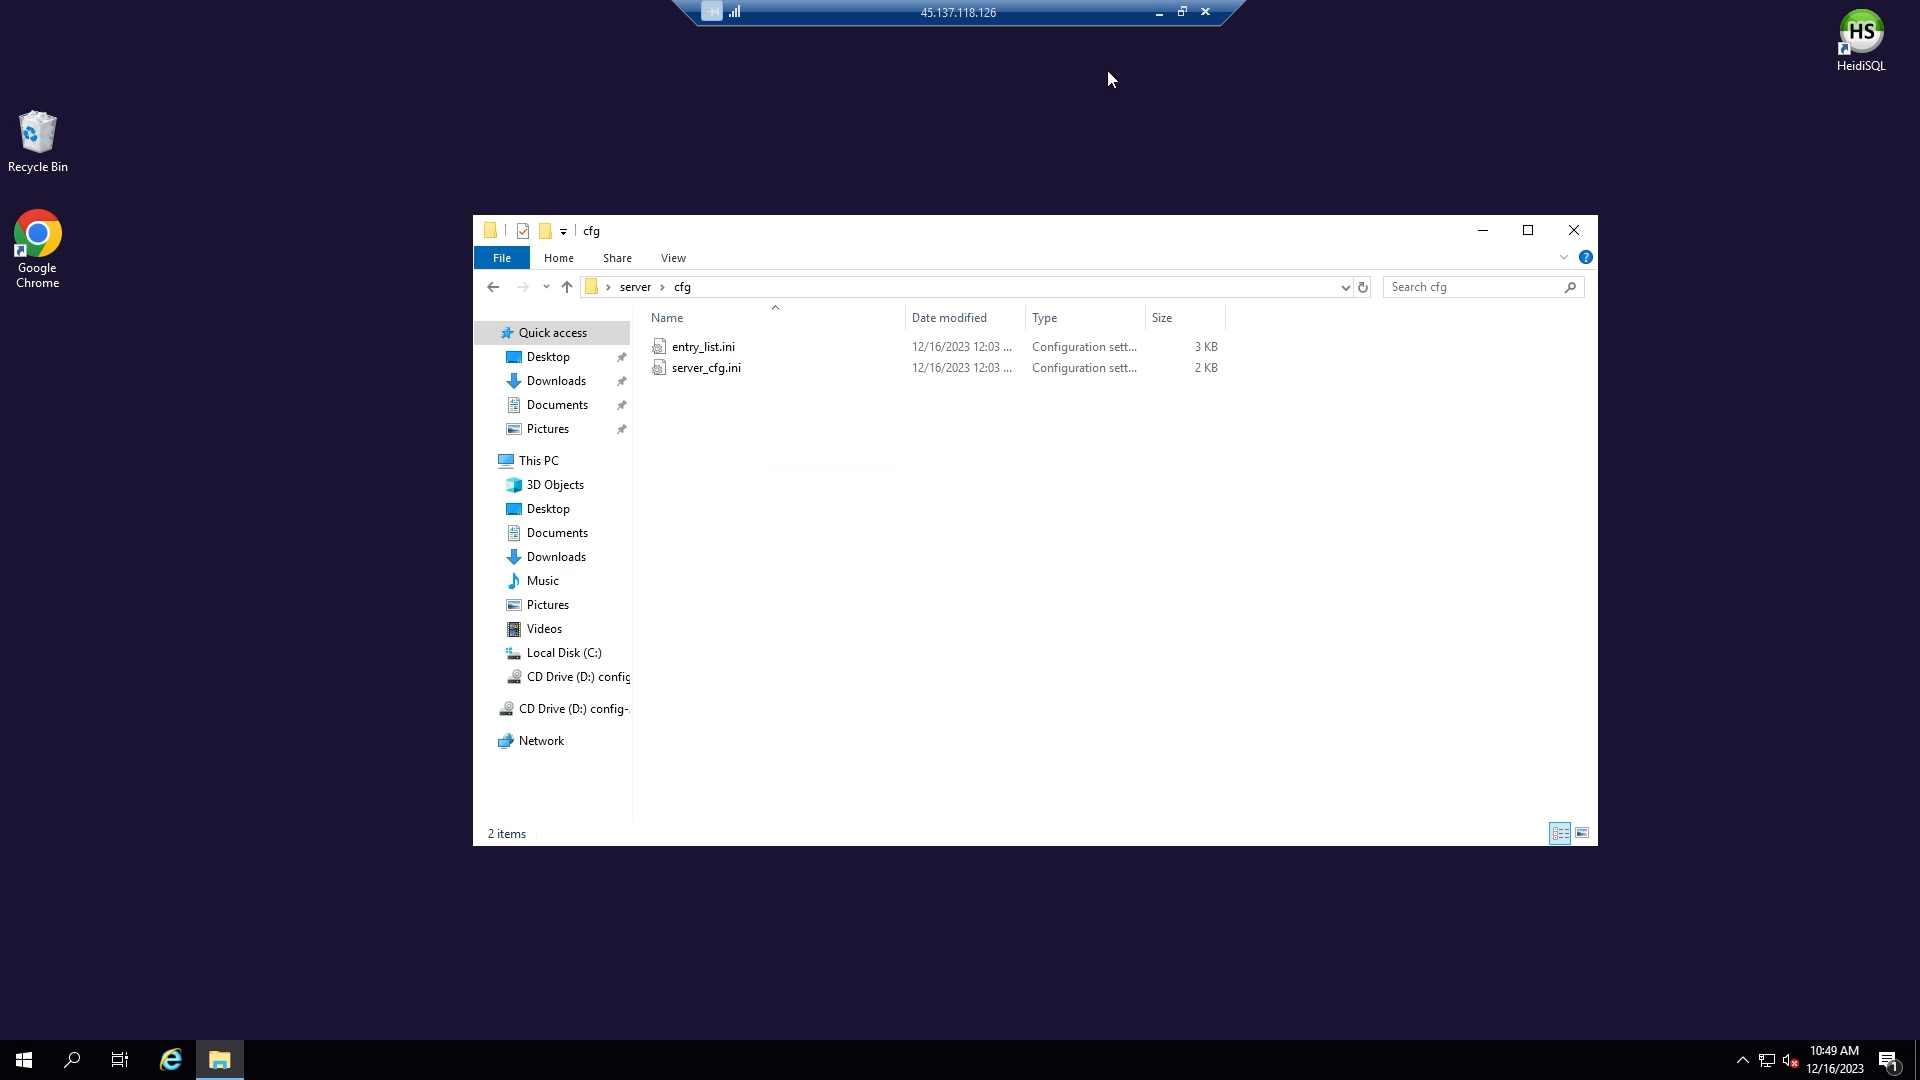 45.137.118.126
HS
HeidiSQL
Recycle Bin
Google
Chrome
cfg
File Home Share View
server cfg
Search cfg
Name Date modified Type Size
Quick access
entry_list.ini 12/16/2023 12:03 ... Configuration sett... 3 KB
server_cfg.ini 12/16/2023 12:03 ... Configuration sett... 2 KB
Desktop
Downloads
Documents
Pictures
This PC
3D Objects
Desktop
Documents
Downloads
Music
Pictures
Videos
Local Disk (C:)
CD Drive (D:) config
CD Drive (D:) config-
Network
2 items
10:49 AM
12/16/2023
1